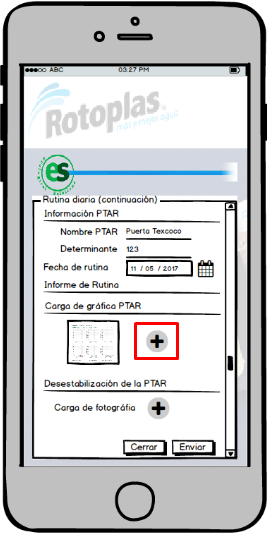 ABC 03:27 PM
Rotoplas
más y mejor agua
es
Rutina diaria (continuación)
Información PTAR
Nombre PTAR Puerta Texcoco
Determinante 123
Fecha de rutina 11 / 05 / 2017
Informe de Rutina
Carga de gráfica PTAR
Desestabilización de la PTAR
Carga de fotográfia
Cerrar Enviar